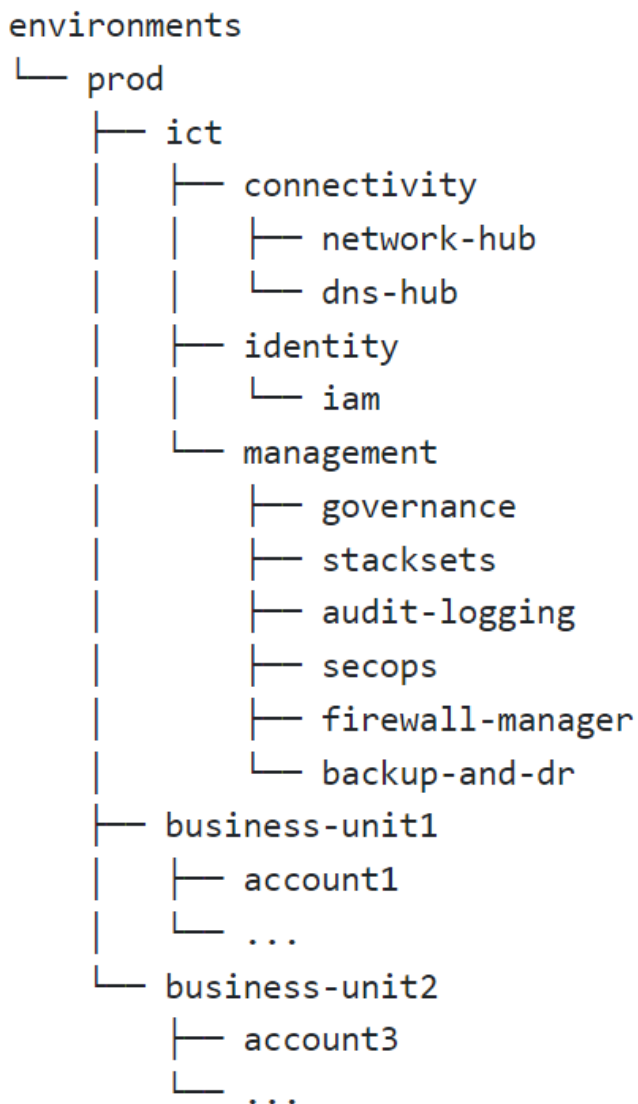 environments
└── prod
    ├── ict
    │   ├── connectivity
    │   │   ├── network-hub
    │   │   └── dns-hub
    │   ├── identity
    │   │   └── iam
    │   └── management
    │       ├── governance
    │       ├── stacksets
    │       ├── audit-logging
    │       ├── secops
    │       ├── firewall-manager
    │       └── backup-and-dr
    ├── business-unit1
    │   ├── account1
    │   └── ...
    └── business-unit2
        ├── account3
        └── ...